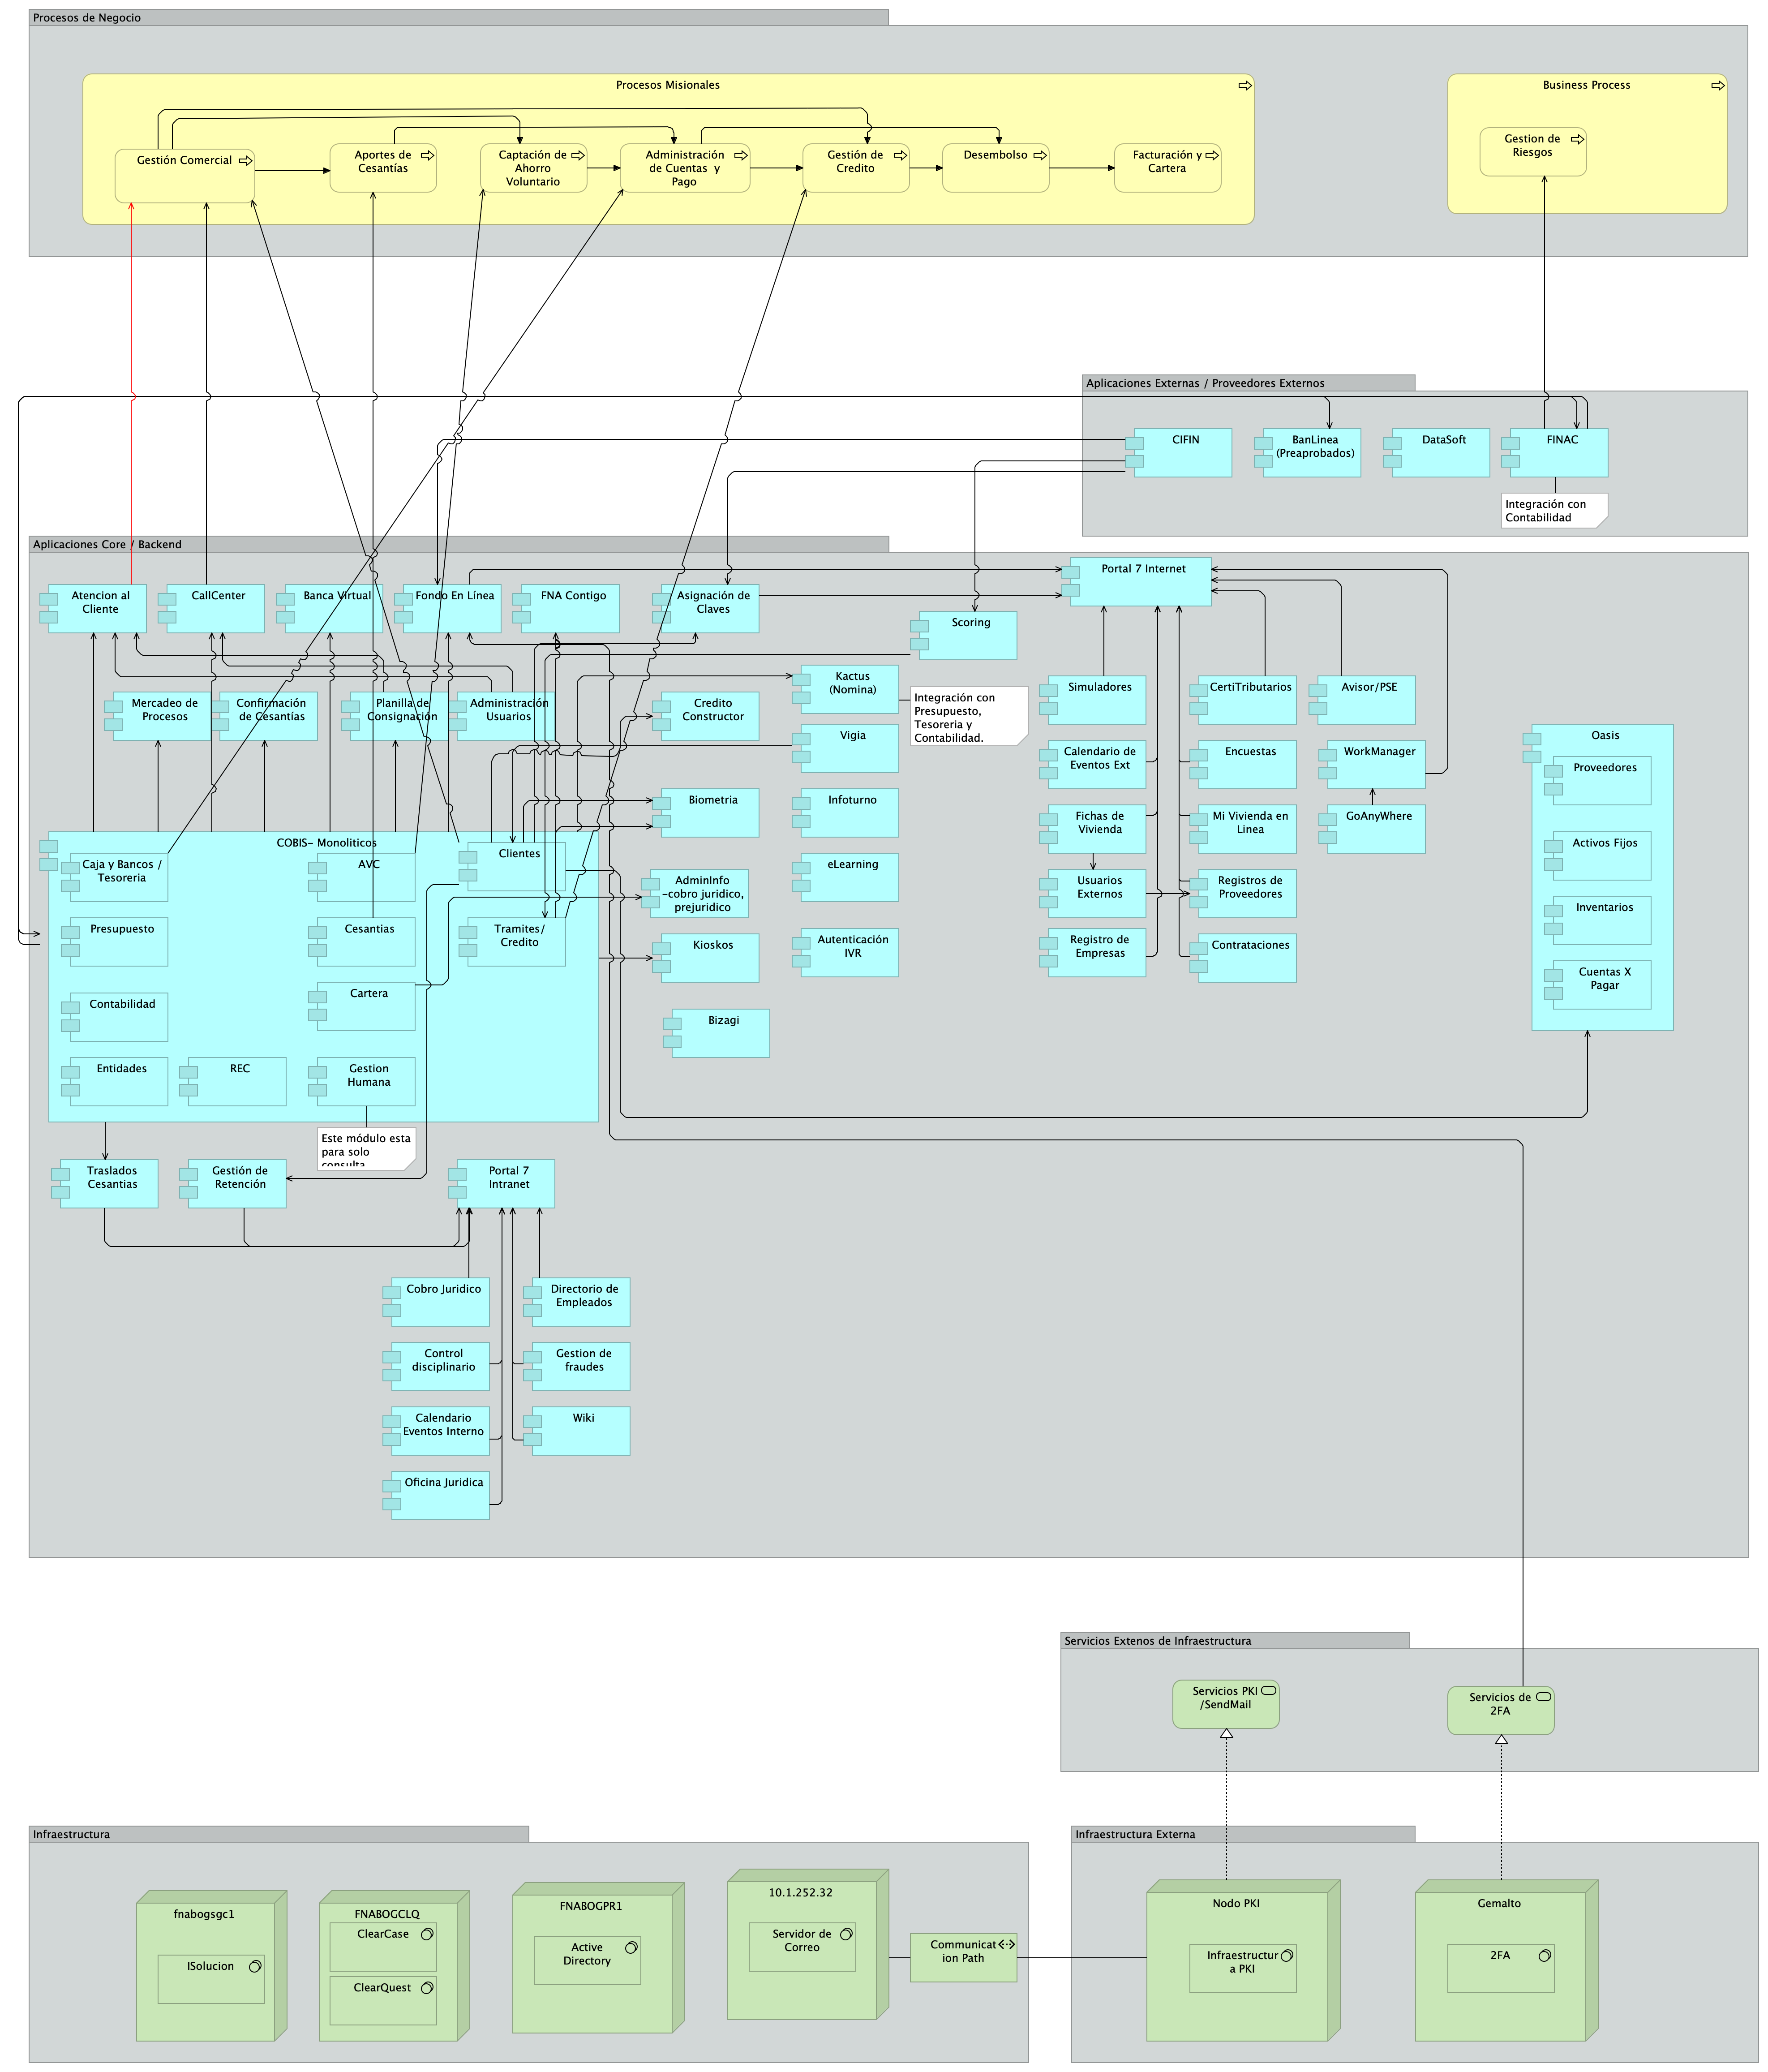 Procesos de Negocio
Procesos Misionales
Business Process
Gestión Comercial
Aportes de
Cesantías
Captación de
Ahorro
Voluntario
Administración
de Cuentas y
Pago
Gestión de
Credito
Desembolso
Facturación y
Cartera
Gestion de
Riesgos
Aplicaciones Externas / Proveedores Externos
CIFIN
BanLinea
(Preaprobados)
DataSoft
FINAC
Integración con
Contabilidad
Aplicaciones Core / Backend
Atencion al
Cliente
CallCenter
Banca Virtual
Fondo En Línea
FNA Contigo
Asignación de
Claves
Scoring
Portal 7 Internet
Mercadeo de
Procesos
Confirmación
de Cesantías
Planilla de
Consignación
Administración
Usuarios
Credito
Constructor
Kactus
(Nomina)
Integración con
Presupuesto,
Tesoreria y
Contabilidad.
Simuladores
CertiTributarios
Avisor/PSE
Vigia
Calendario de
Eventos Ext
Encuestas
WorkManager
Oasis
Proveedores
Activos Fijos
Inventarios
Cuentas X
Pagar
Biometria
Infoturno
Fichas de
Vivienda
Mi Vivienda en
Linea
GoAnyWhere
COBIS- Monoliticos
Caja y Bancos /
Tesoreria
AVC
Clientes
Presupuesto
Cesantias
Tramites/
Credito
Contabilidad
Cartera
Entidades
REC
Gestion
Humana
Este módulo esta
para solo
consulta
AdminInfo
-cobro juridico,
prejuridico
eLearning
Usuarios
Externos
Registros de
Proveedores
Kioskos
Autenticación
IVR
Registro de
Empresas
Contrataciones
Bizagi
Traslados
Cesantias
Gestión de
Retención
Portal 7
Intranet
Cobro Juridico
Directorio de
Empleados
Control
disciplinario
Gestion de
fraudes
Calendario
Eventos Interno
Wiki
Oficina Juridica
Servicios Extenos de Infraestructura
Servicios PKI
/SendMail
Servicios de
2FA
Infraestructura
fnabogsgc1
ISolucion
FNABOGCLQ
ClearCase
ClearQuest
FNABOGPR1
Active
Directory
10.1.252.32
Servidor de
Correo
Communicat
ion Path
Infraestructura Externa
Nodo PKI
Infraestructur
a PKI
Gemalto
2FA